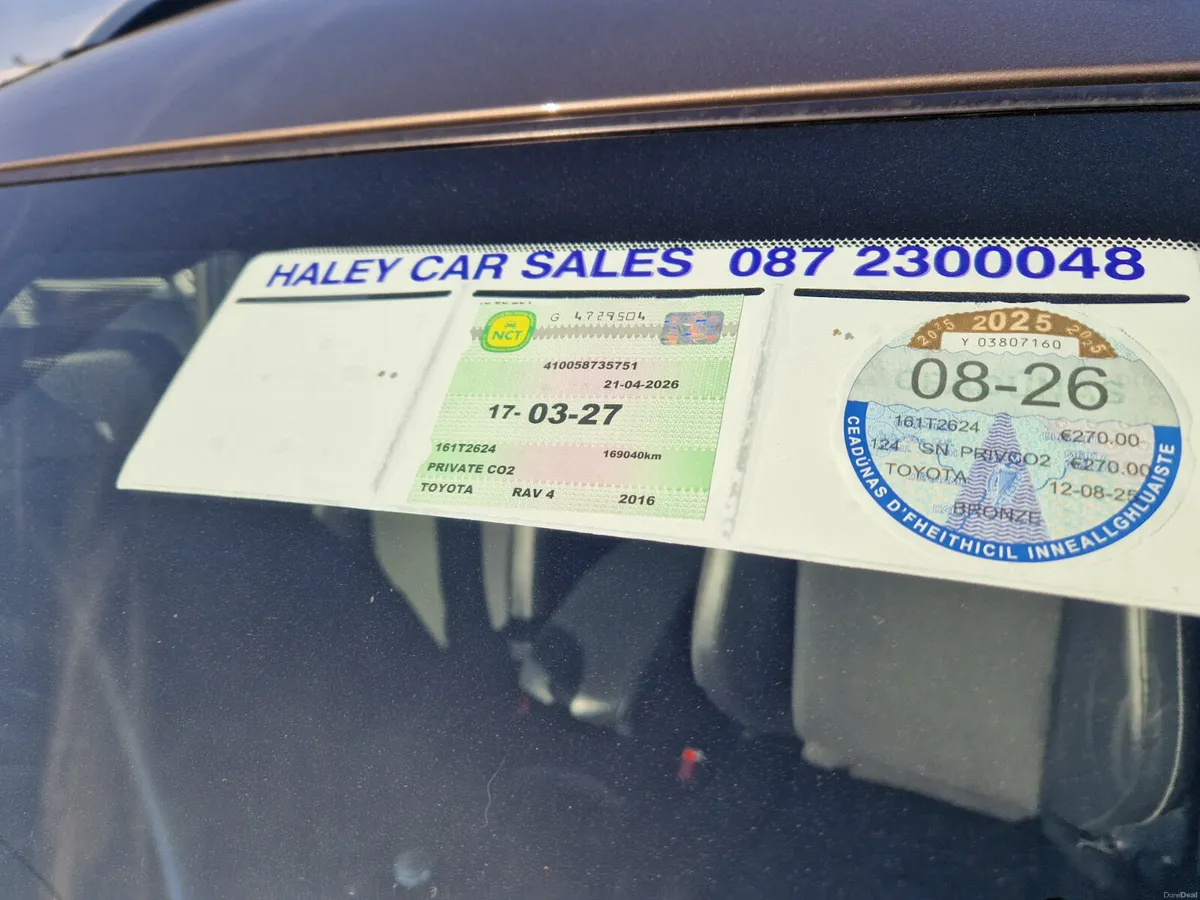 HALEY CAR SALES 087 2300048
NCT
G 4729504
410058735751
21-04-2026
17- 03-27
161T2624
169040km
PRIVATE CO2
TOYOTA RAV 4 2016
2025 2025 2025
Y 03807160
08-26
161T2624 €270.00
124 SN PRIVCO2 €270.00
TOYOTA 12-08-25
BRONZE
CEADÚNAS D'FHEITHICIL INNEALLGHLUAISTE
DoneDeal